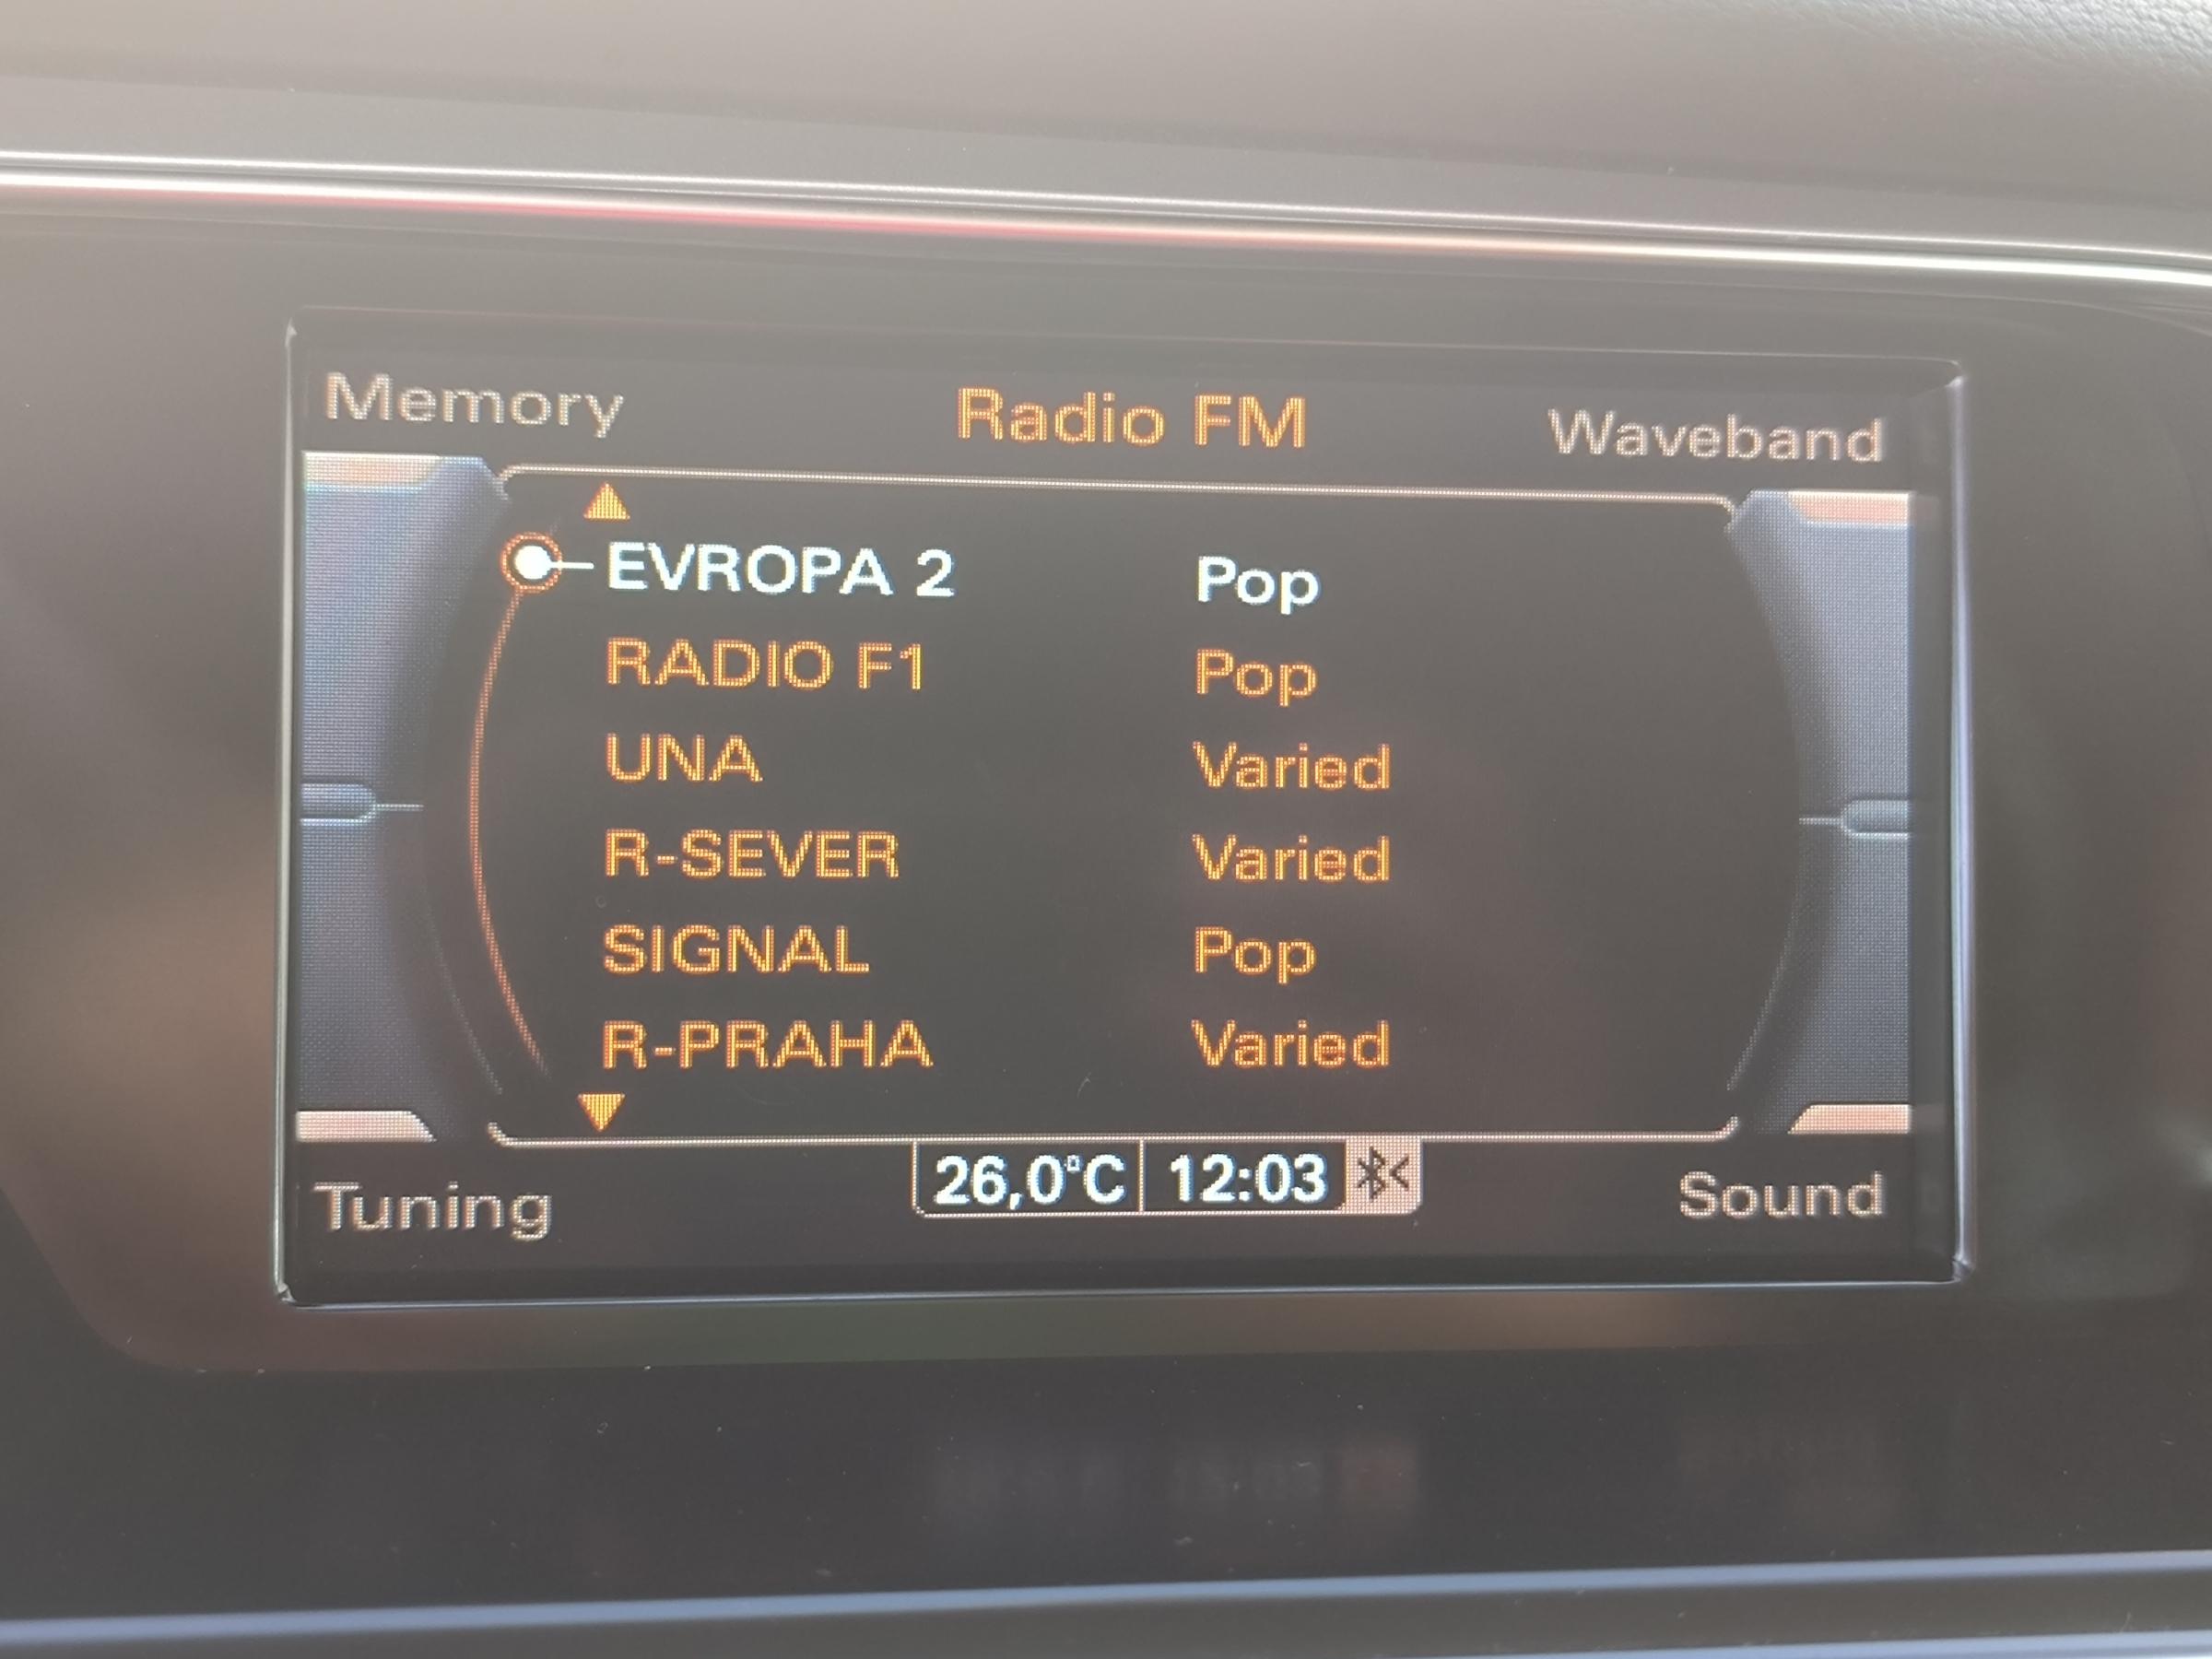 Memory Radio FM Waveband
EVROPA 2 Pop
RADIO F1 Pop
UNA Varied
R-SEVER Varied
SIGNAL Pop
R-PRAHA Varied
Tuning 26,0°C 12:03 Sound